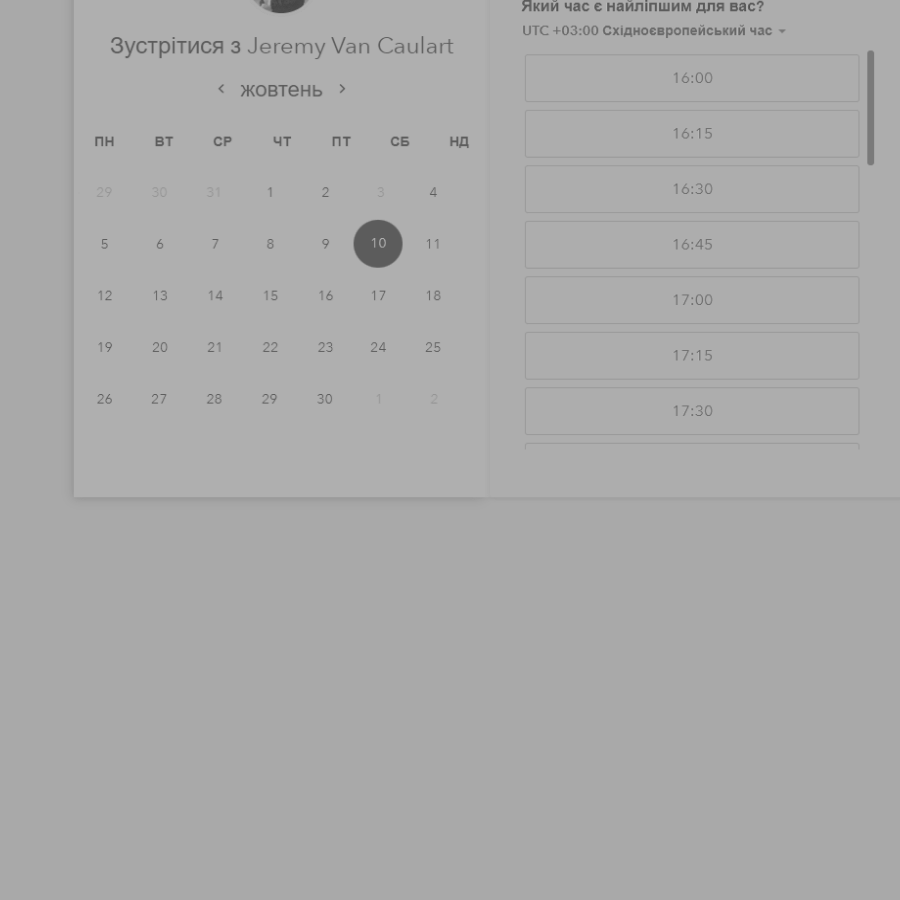 Зустрітися з Jeremy Van Caulart
жовтень
ПН ВТ СР ЧТ ПТ СБ НД
29 30 31 1 2 3 4
5 6 7 8 9 10 11
12 13 14 15 16 17 18
19 20 21 22 23 24 25
26 27 28 29 30 1 2
Який час є найліпшим для вас?
UTC +03:00 Східноєвропейський час
16:00
16:15
16:30
16:45
17:00
17:15
17:30